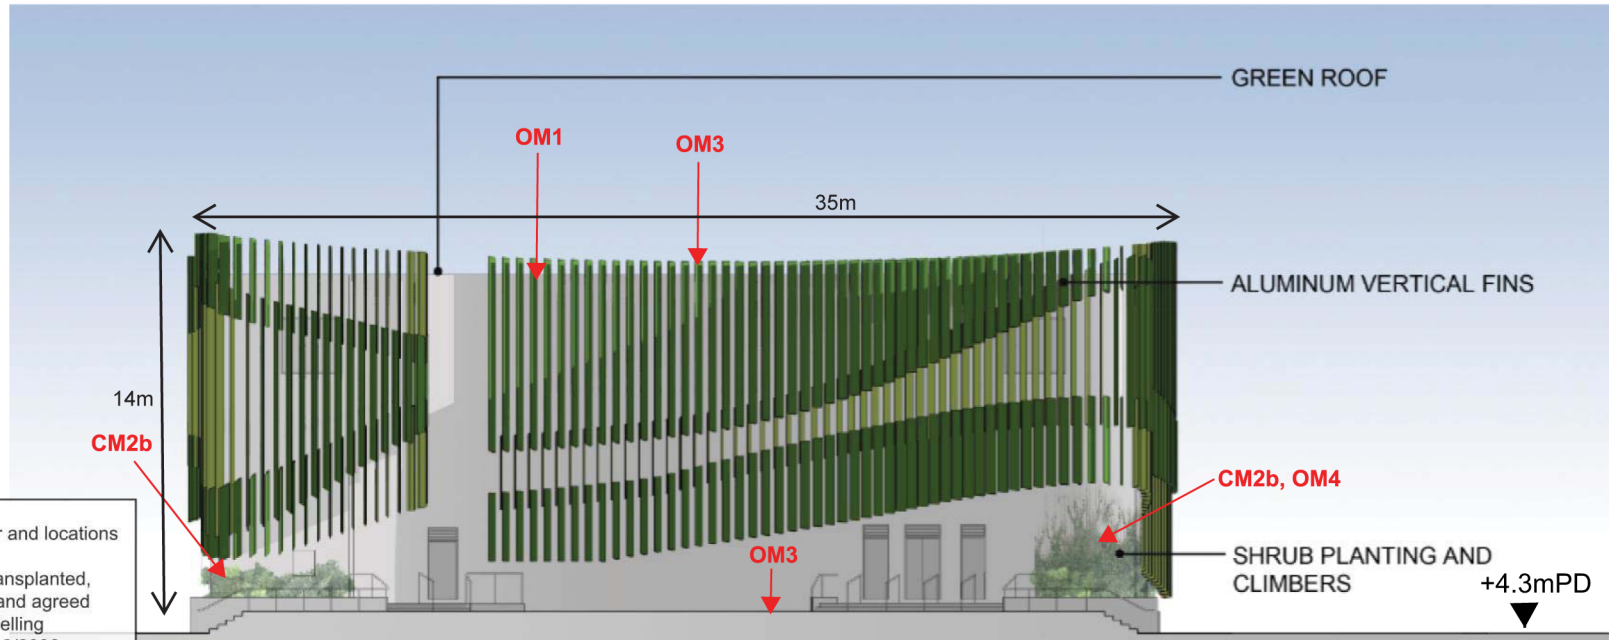 GREEN ROOF
OM1
OM3
35m
ALUMINUM VERTICAL FINS
14m
CM2b
CM2b, OM4
and locations
OM3
SHRUB PLANTING AND
CLIMBERS
+4.3mPD
ansplanted,
and agreed
elling